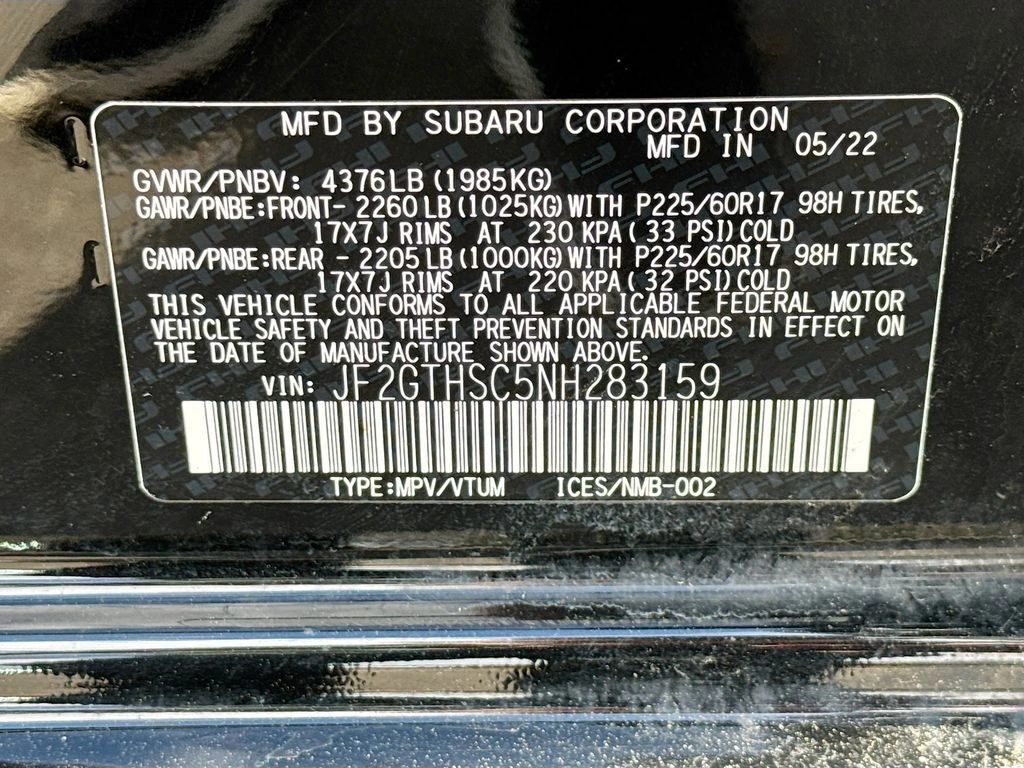 MFD BY SUBARU CORPORATION
MFD IN 05/22
GVWR/PNBV: 4376LB (1985KG)
GAWR/PNBE:FRONT- 2260LB (1025KG) WITH P225/60R17 98H TIRES,
17X7J RIMS AT 230 KPA ( 33 PSI) COLD
GAWR/PNBE:REAR - 2205LB (1000KG) WITH P225/60R17 98H TIRES,
17X7J RIMS AT 220 KPA ( 32 PSI) COLD
THIS VEHICLE CONFORMS TO ALL APPLICABLE FEDERAL MOTOR
VEHICLE SAFETY AND THEFT PREVENTION STANDARDS IN EFFECT ON
THE DATE OF MANUFACTURE SHOWN ABOVE.
VIN: JF2GTHSC5NH283159
TYPE:MPV/VTUM ICES/NMB-002